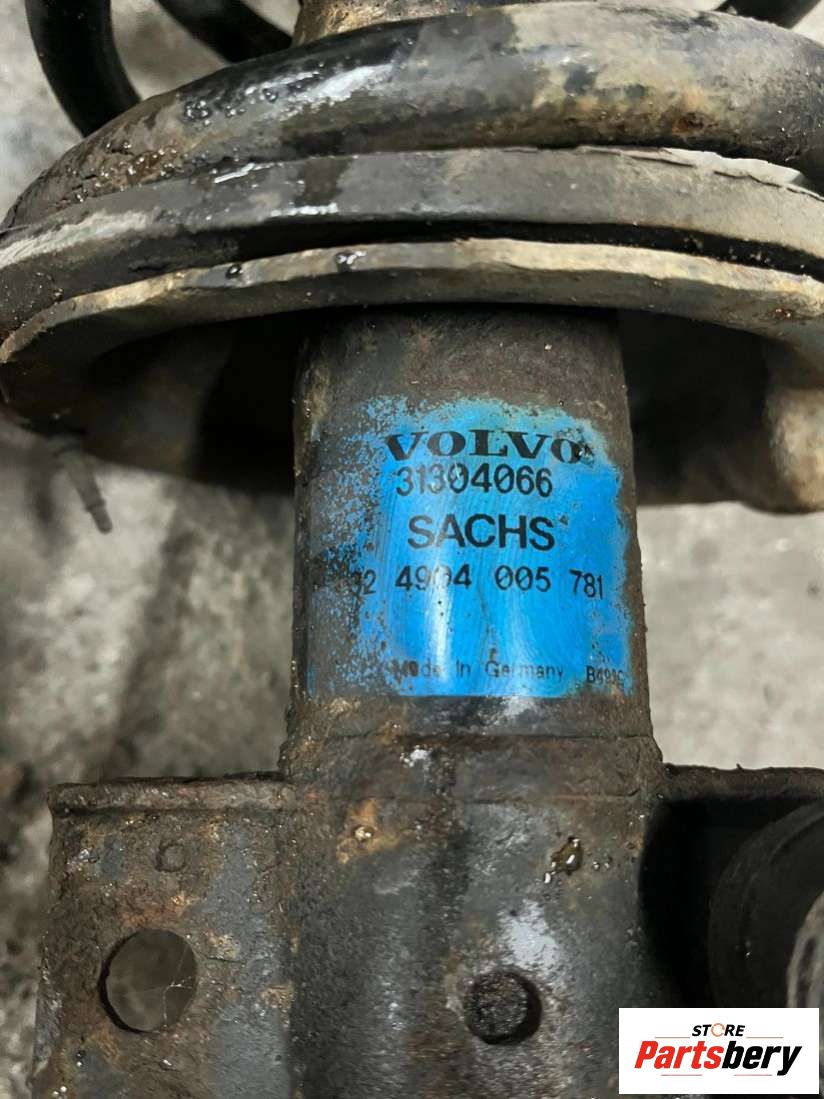 VOLVO
31304066
SACHS
4904 005 781
Made In Germany
STORE
Partsbery